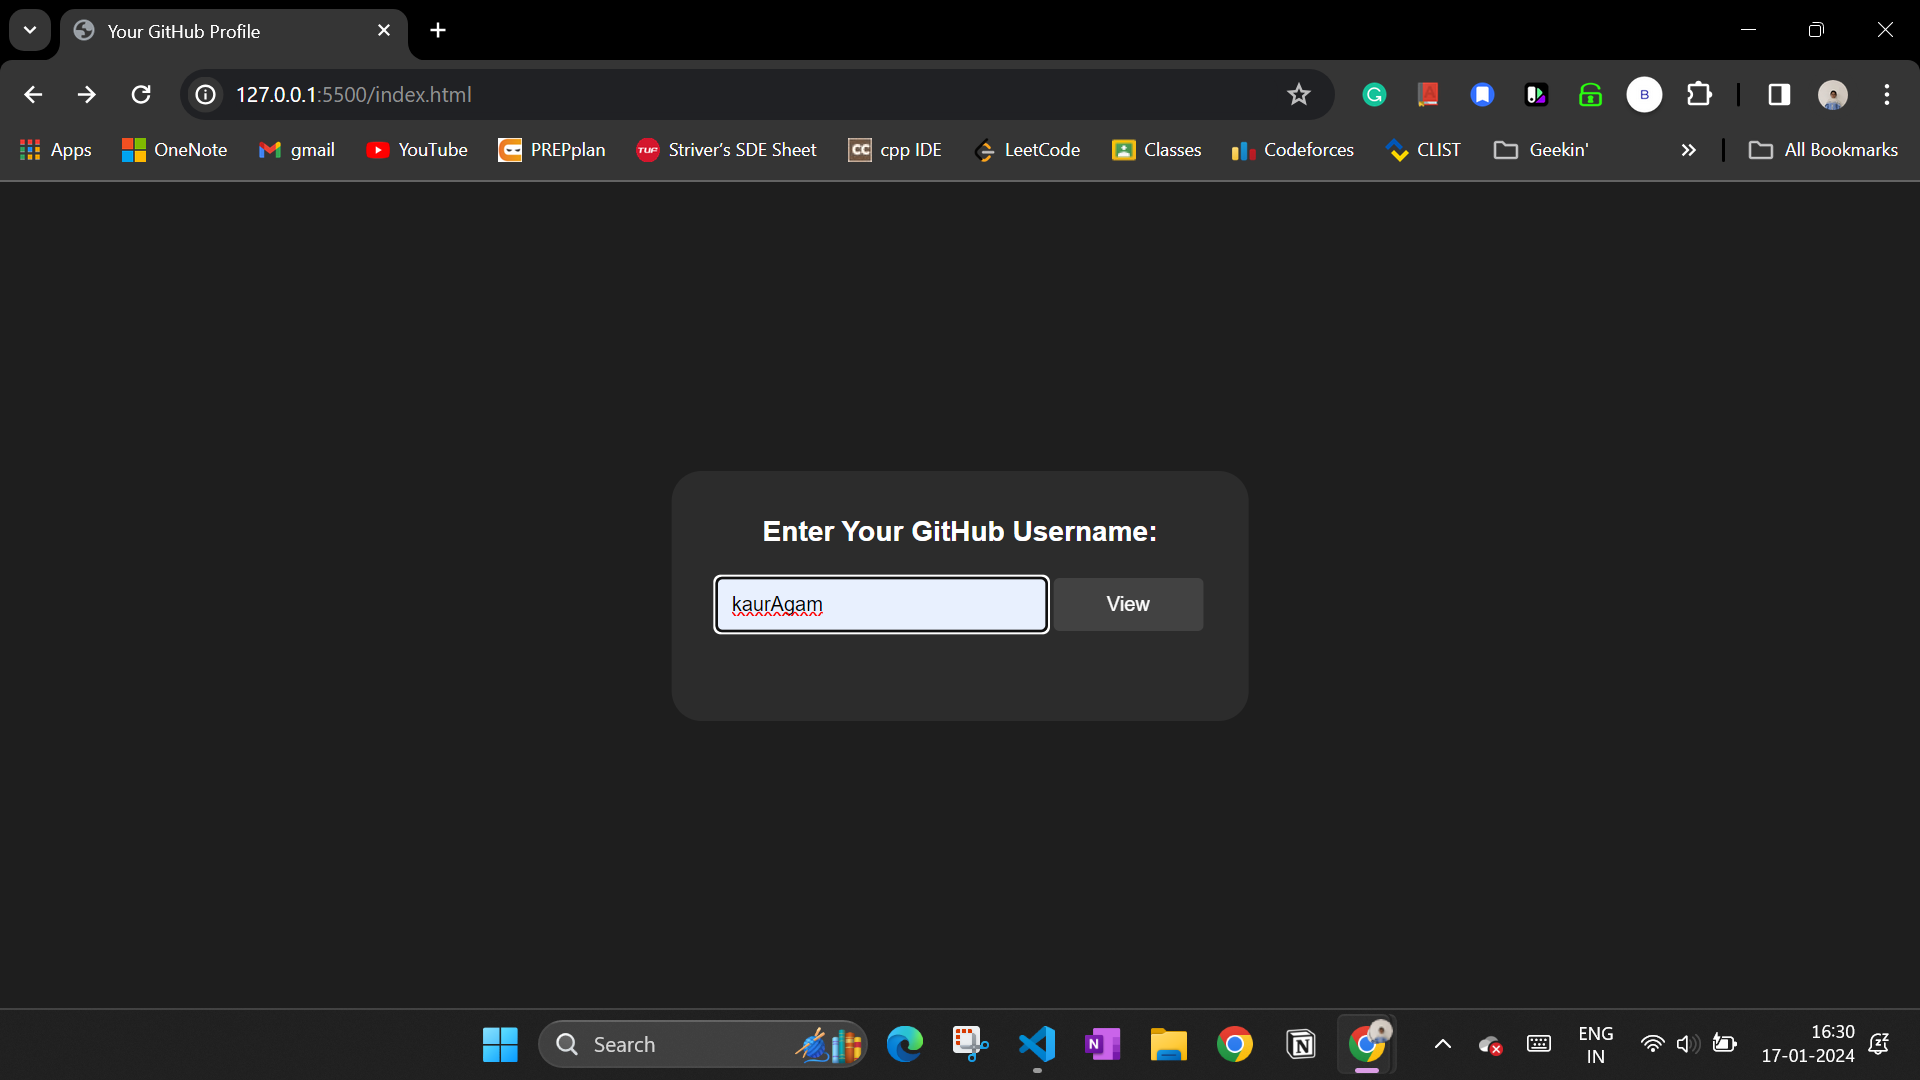 Your GitHub Profile
127.0.0.1:5500/index.html
B
Apps OneNote gmail YouTube PREPplan TUF Striver's SDE Sheet CC cpp IDE LeetCode Classes Codeforces CLIST Geekin' All Bookmarks
Enter Your GitHub Username:
kaurAgam View
Search
ENG
IN
16:30
17-01-2024